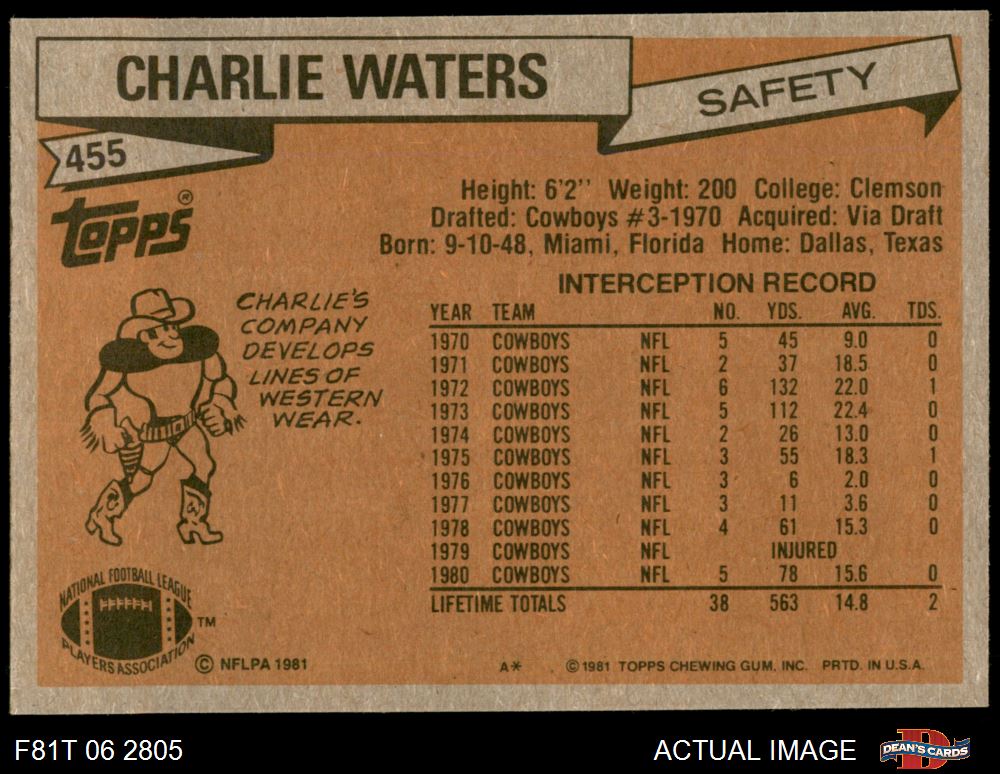 CHARLIE WATERS
SAFETY
455
TOPPS®
Height: 6'2'' Weight: 200 College: Clemson
Drafted: Cowboys #3-1970 Acquired: Via Draft
Born: 9-10-48, Miami, Florida Home: Dallas, Texas
CHARLIE'S
COMPANY
DEVELOPS
LINES OF
WESTERN
WEAR.
INTERCEPTION RECORD
YEAR TEAM NO. YDS. AVG. TDS.
1970 COWBOYS NFL 5 45 9.0 0
1971 COWBOYS NFL 2 37 18.5 0
1972 COWBOYS NFL 6 132 22.0 1
1973 COWBOYS NFL 5 112 22.4 0
1974 COWBOYS NFL 2 26 13.0 0
1975 COWBOYS NFL 3 55 18.3 1
1976 COWBOYS NFL 3 6 2.0 0
1977 COWBOYS NFL 3 11 3.6 0
1978 COWBOYS NFL 4 61 15.3 0
1979 COWBOYS NFL INJURED
1980 COWBOYS NFL 5 78 15.6 0
LIFETIME TOTALS 38 563 14.8 2
NATIONAL FOOTBALL LEAGUE
PLAYERS ASSOCIATION
TM
© NFLPA 1981
A*
© 1981 TOPPS CHEWING GUM, INC. PRTD. IN U.S.A.
F81T 06 2805
ACTUAL IMAGE
DEAN'S CARDS